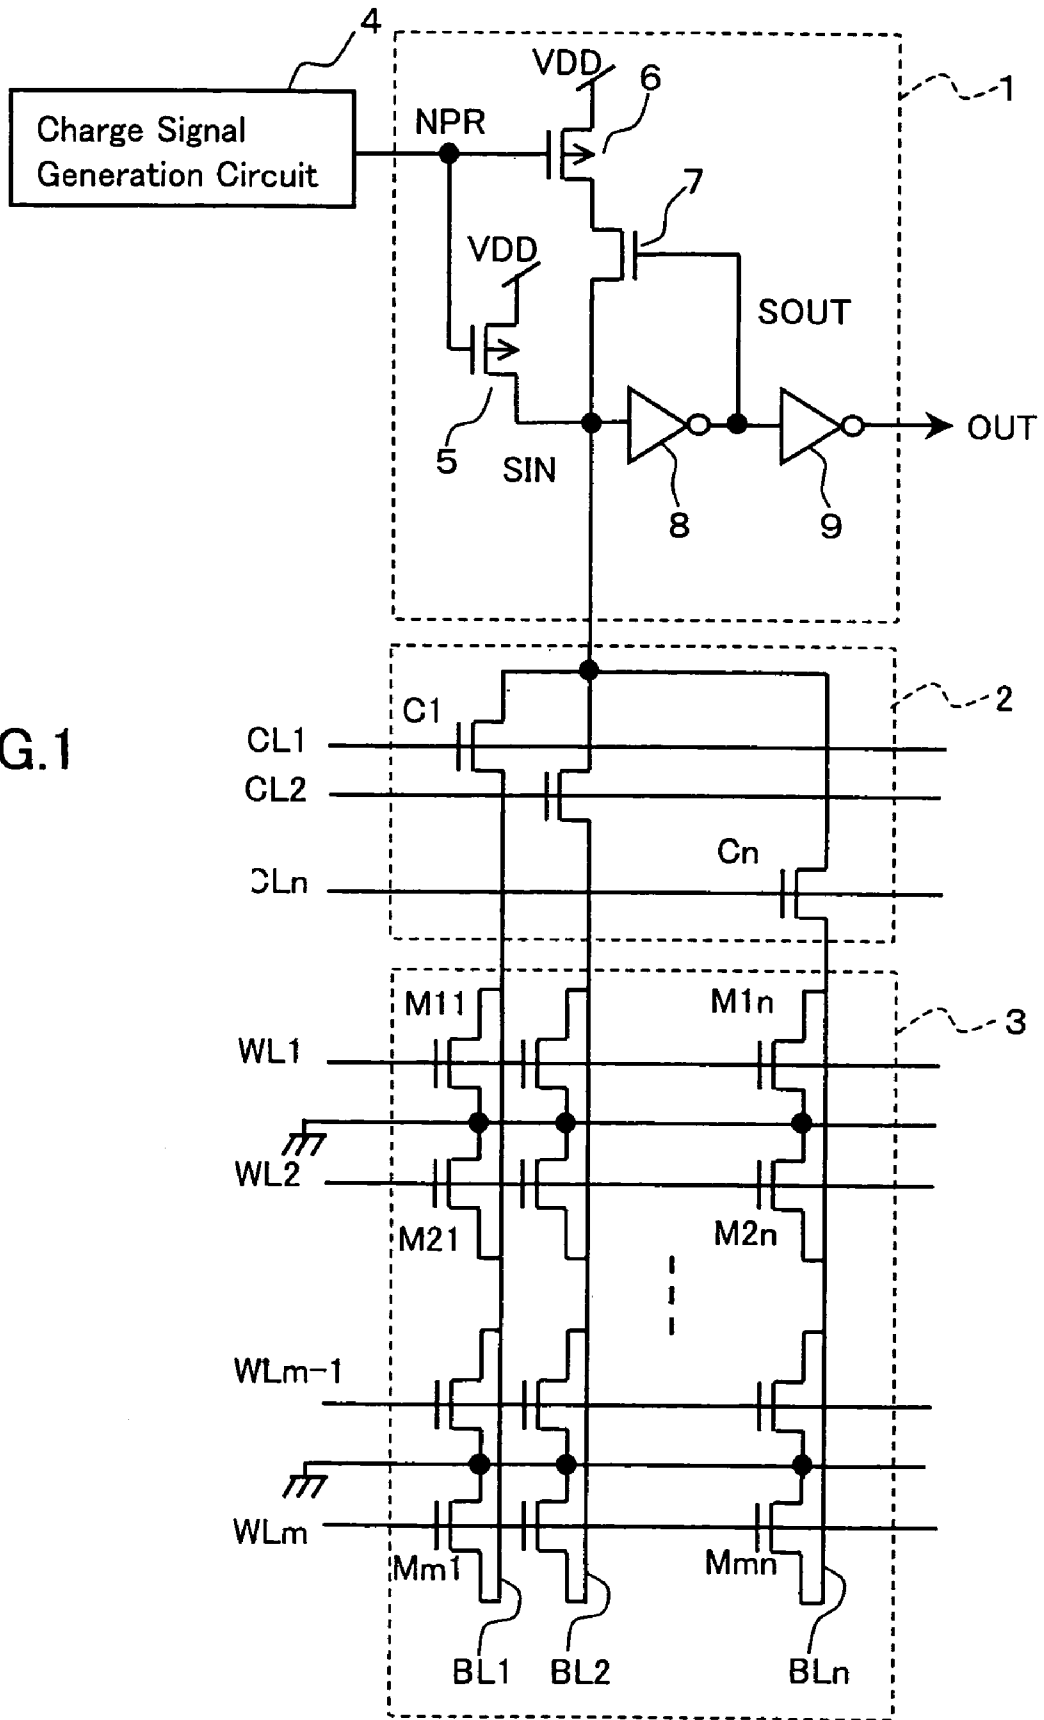 4
VDD
6
1
Charge Signal
Generation Circuit
NPR
7
VDD
SOUT
5
SIN
8
9
OUT
C1
2
G.1
CL1
CL2
Cn
CLn
M11
M1n
3
WL1
WL2
M21
M2n
WLm-1
WLm
Mm1
Mmn
BL1
BL2
BLn